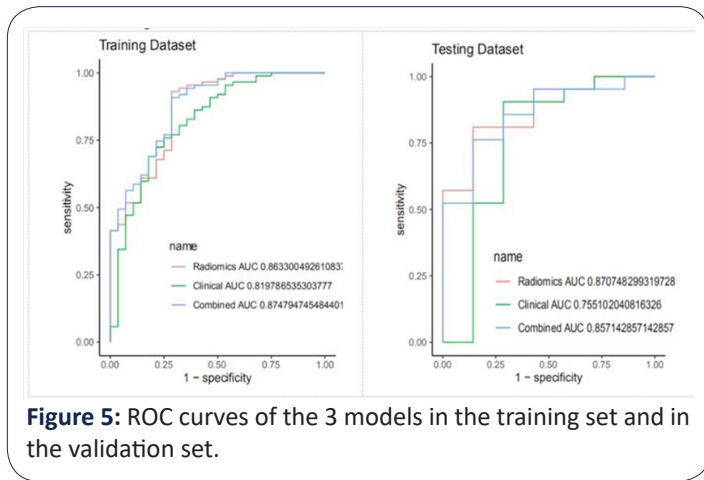 Training Dataset
1.00
0.75
0.50
0.25
0.00
sensitivity
name
Radiomics AUC 0.863300492610837
Clinical AUC 0.819786535303777
Combined AUC 0.874794745484401
0.00 0.25 0.50 0.75 1.00
1 − specificity
Testing Dataset
1.00
0.75
0.50
0.25
0.00
sensitivity
name
Radiomics AUC 0.870748299319728
Clinical AUC 0.755102040816326
Combined AUC 0.857142857142857
0.00 0.25 0.50 0.75 1.00
1 − specificity
Figure 5: ROC curves of the 3 models in the training set and in
the validation set.